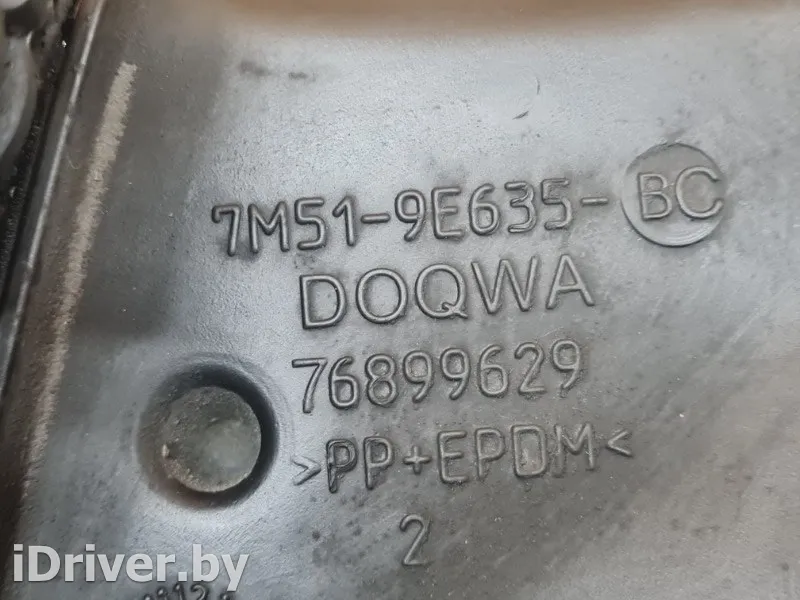 7M51-9E635-BC
DOQWA
76899629
>PP+EPDM<
2
iDriver.by